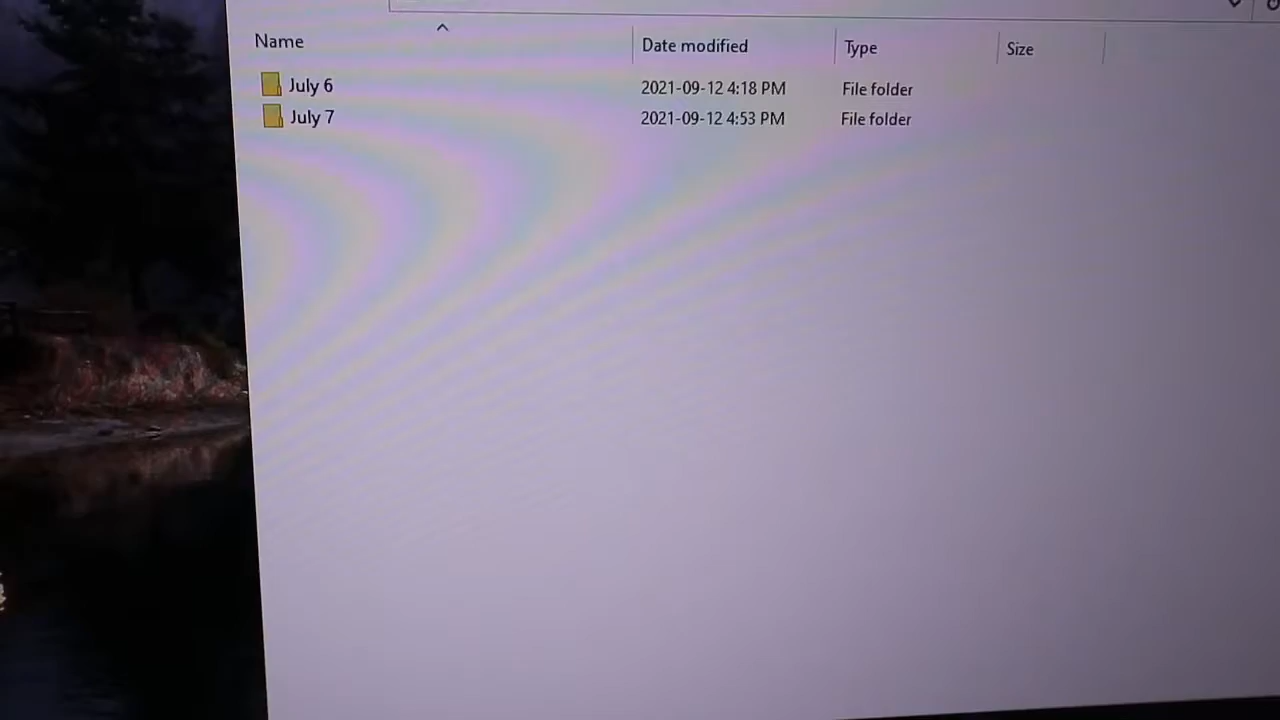 Name Date modified Type Size
July 6 2021-09-12 4:18 PM File folder
July 7 2021-09-12 4:53 PM File folder